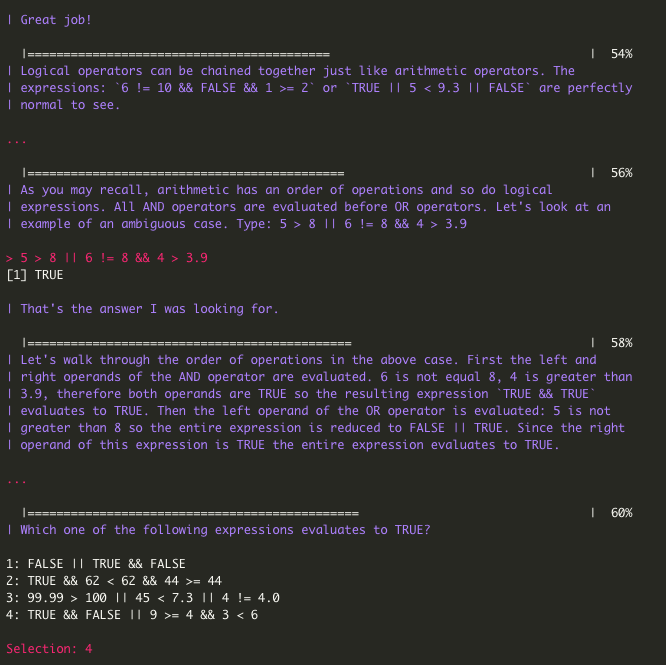 | Great job!
|========================================== | 54%
| Logical operators can be chained together just like arithmetic operators. The
| expressions: `6 != 10 && FALSE && 1 >= 2` or `TRUE || 5 < 9.3 || FALSE` are perfectly
| normal to see.
...
|============================================ | 56%
| As you may recall, arithmetic has an order of operations and so do logical
| expressions. All AND operators are evaluated before OR operators. Let's look at an
| example of an ambiguous case. Type: 5 > 8 || 6 != 8 && 4 > 3.9
> 5 > 8 || 6 != 8 && 4 > 3.9
[1] TRUE
| That's the answer I was looking for.
|============================================= | 58%
| Let's walk through the order of operations in the above case. First the left and
| right operands of the AND operator are evaluated. 6 is not equal 8, 4 is greater than
| 3.9, therefore both operands are TRUE so the resulting expression `TRUE && TRUE`
| evaluates to TRUE. Then the left operand of the OR operator is evaluated: 5 is not
| greater than 8 so the entire expression is reduced to FALSE || TRUE. Since the right
| operand of this expression is TRUE the entire expression evaluates to TRUE.
...
|============================================== | 60%
| Which one of the following expressions evaluates to TRUE?
1: FALSE || TRUE && FALSE
2: TRUE && 62 < 62 && 44 >= 44
3: 99.99 > 100 || 45 < 7.3 || 4 != 4.0
4: TRUE && FALSE || 9 >= 4 && 3 < 6
Selection: 4